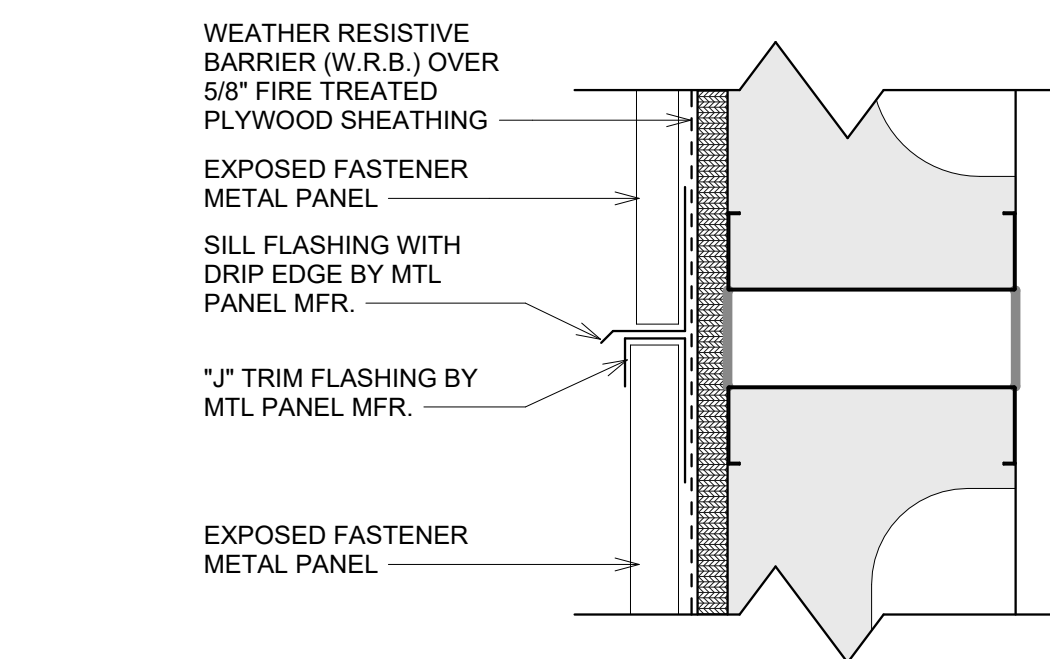 WEATHER RESISTIVE
BARRIER (W.R.B.) OVER
5/8" FIRE TREATED
PLYWOOD SHEATHING
EXPOSED FASTENER
METAL PANEL
SILL FLASHING WITH
DRIP EDGE BY MTL
PANEL MFR.
"J" TRIM FLASHING BY
MTL PANEL MFR.
EXPOSED FASTENER
METAL PANEL